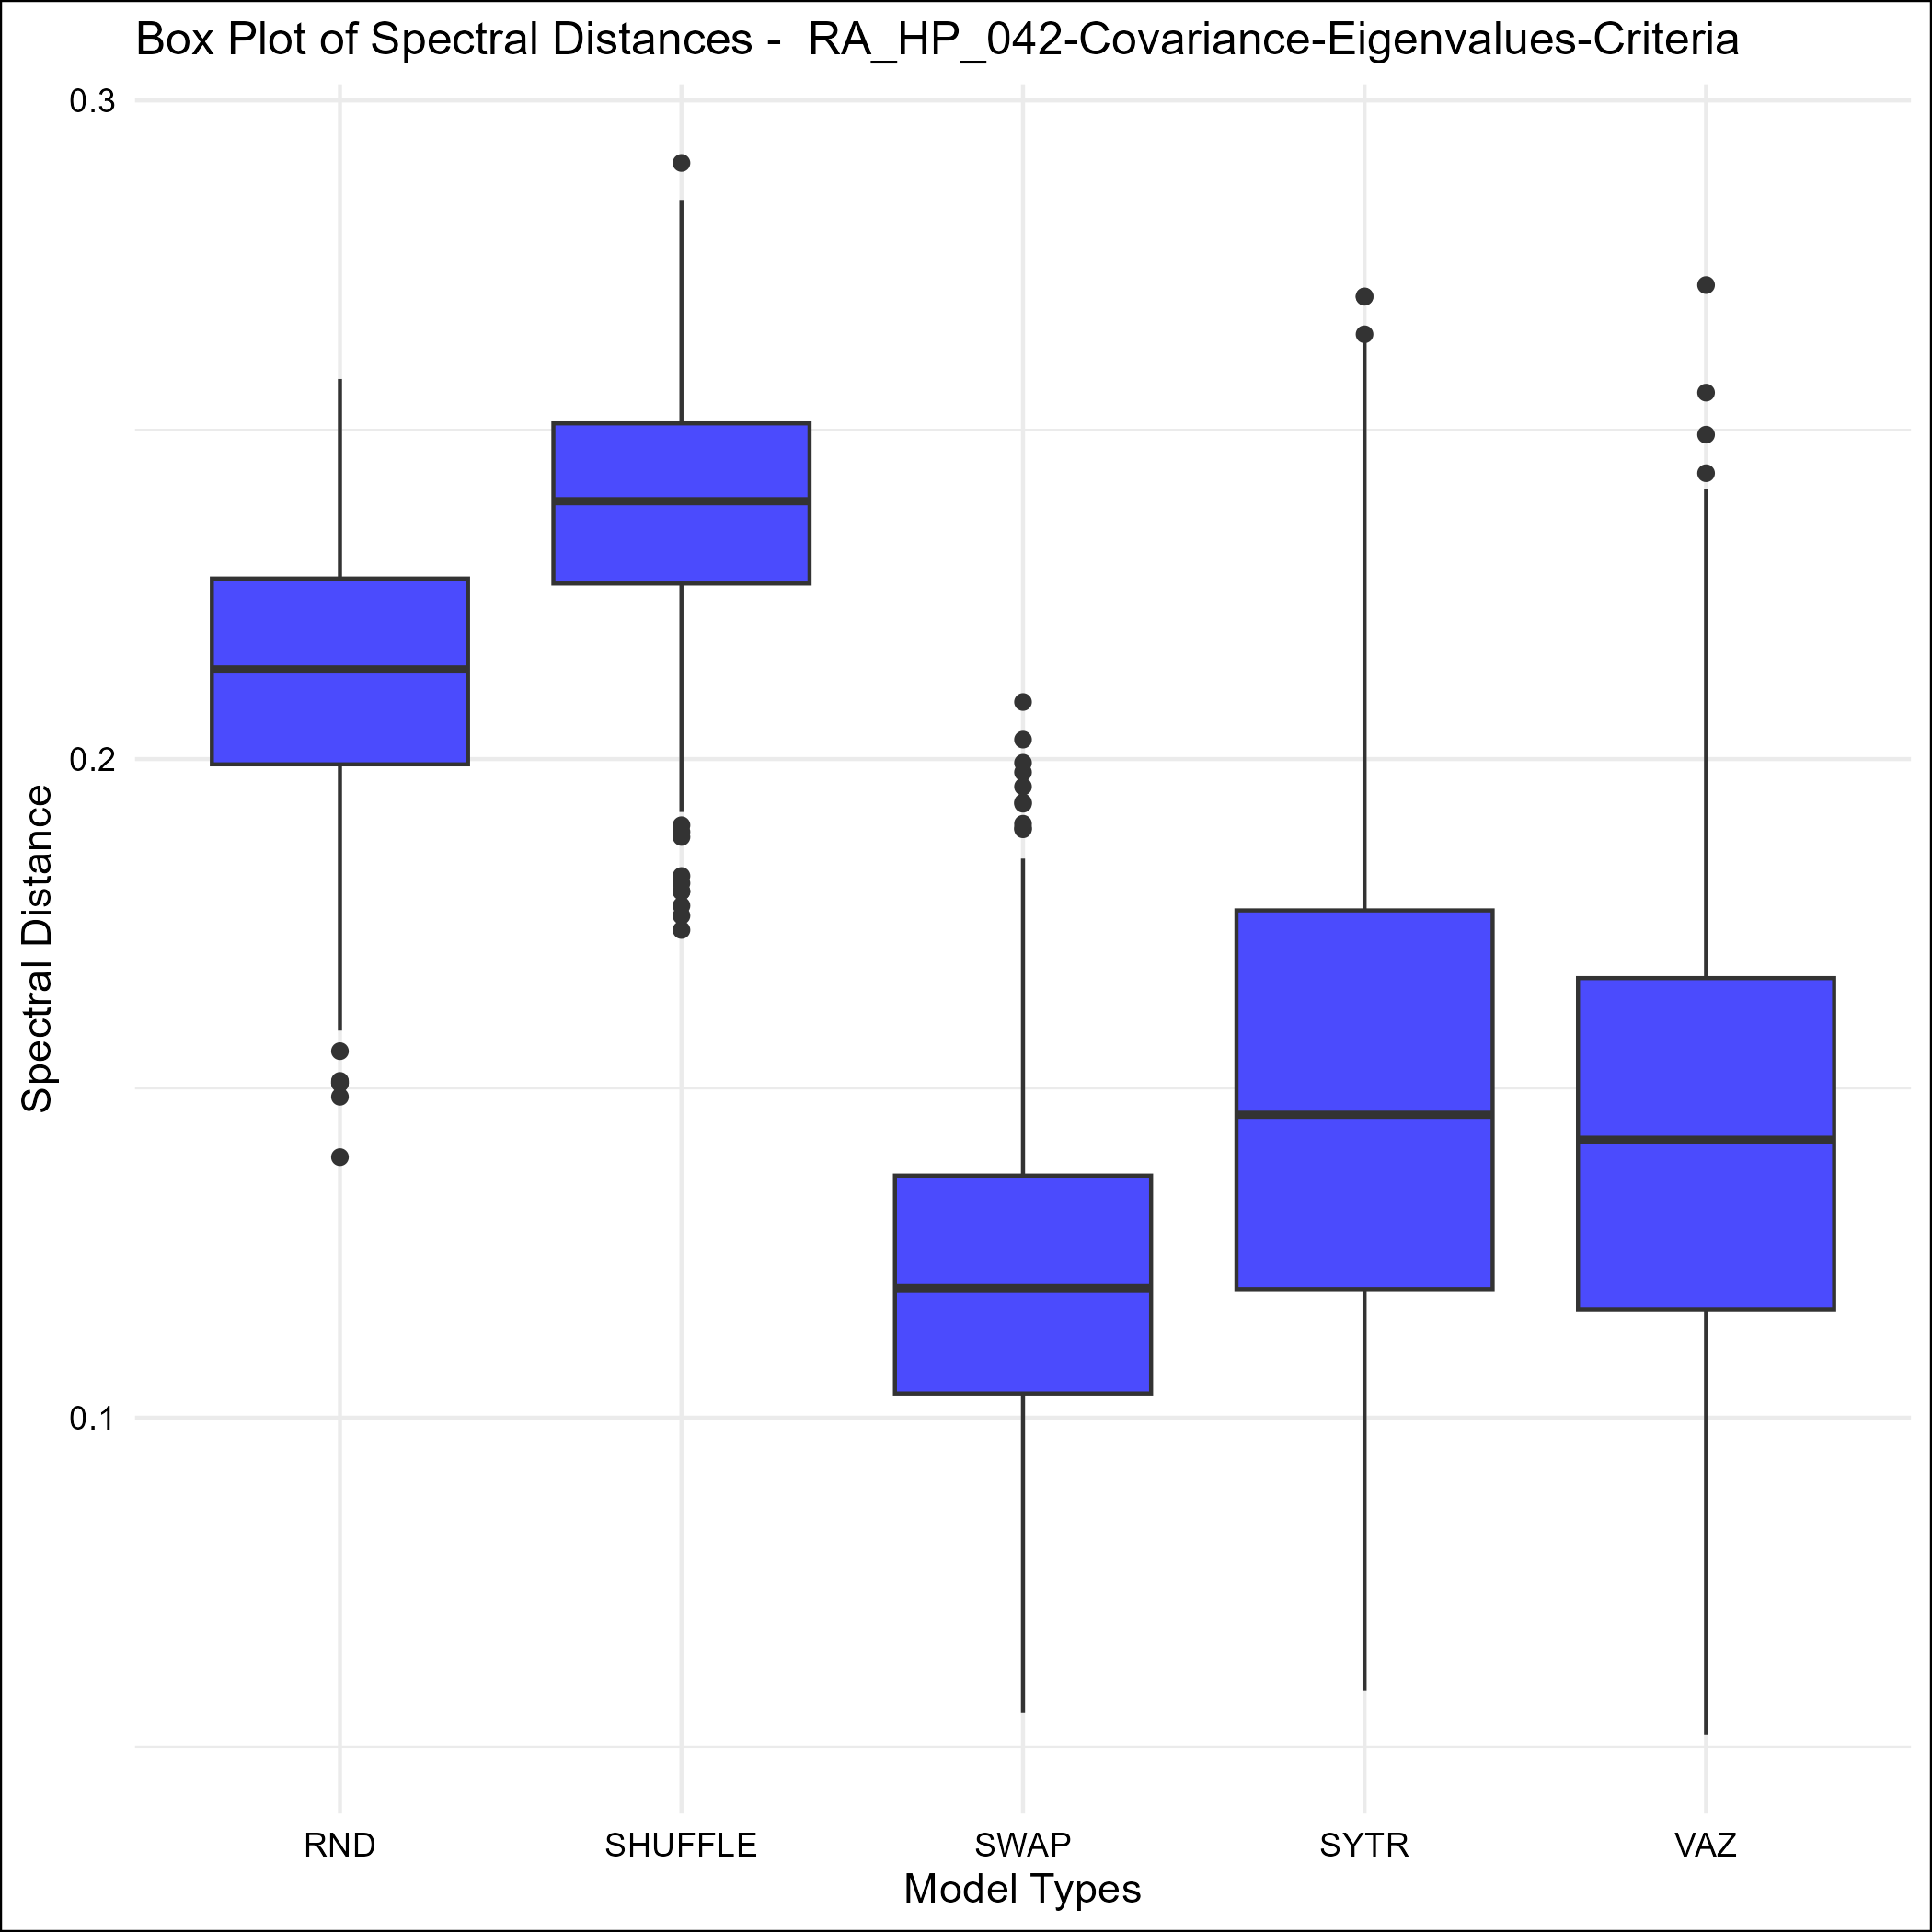 Box Plot of Spectral Distances -  RA_HP_042-Covariance-Eigenvalues-Criteria
0.3
0.2
0.1
Spectral Distance
RND
SHUFFLE
SWAP
SYTR
VAZ
Model Types